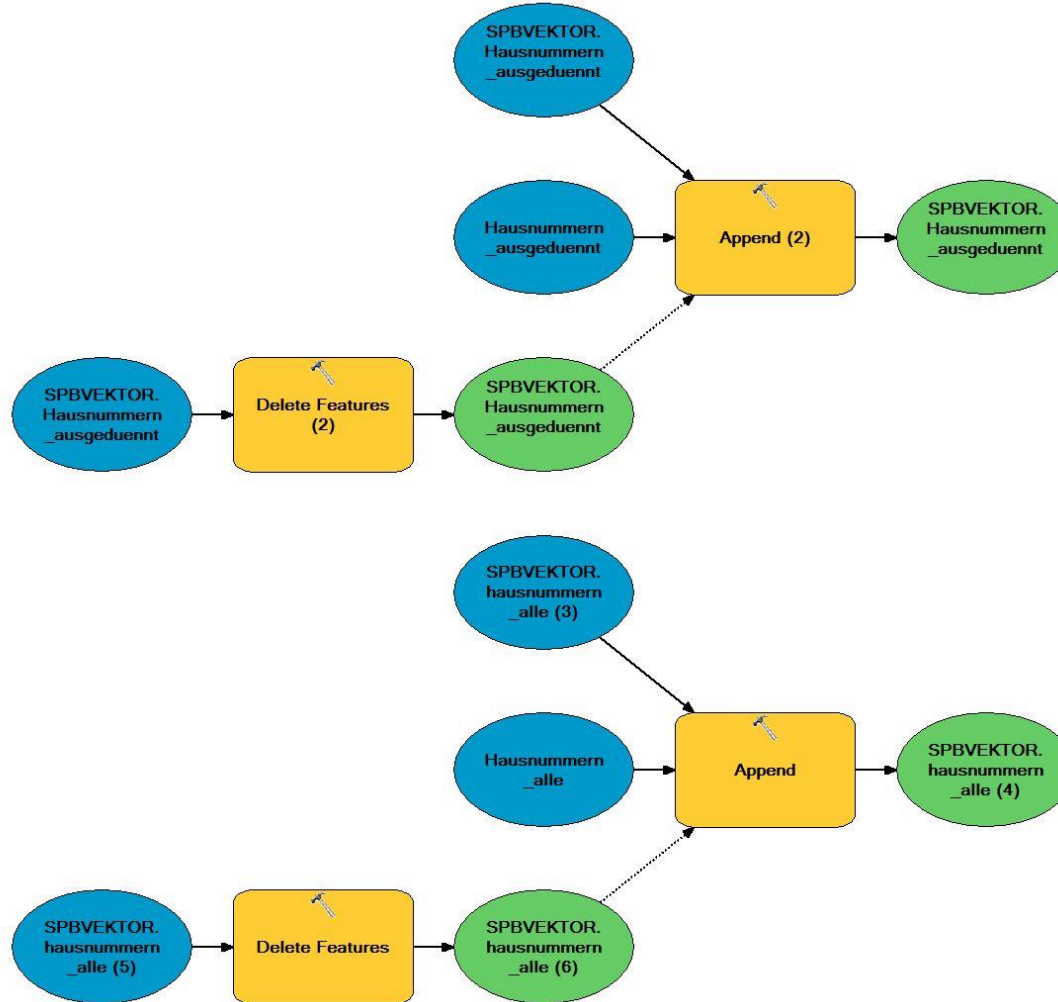 SPBVEKTOR.
Hausnummern
_ausgeduennt
Hausnummern
_ausgeduennt
Append (2)
SPBVEKTOR.
Hausnummern
_ausgeduennt
SPBVEKTOR.
Hausnummern
_ausgeduennt
Delete Features
(2)
SPBVEKTOR.
Hausnummern
_ausgeduennt
SPBVEKTOR.
hausnummern
_alle (3)
Hausnummern
_alle
Append
SPBVEKTOR.
hausnummern
_alle (4)
SPBVEKTOR.
hausnummern
_alle (5)
Delete Features
SPBVEKTOR.
hausnummern
_alle (6)